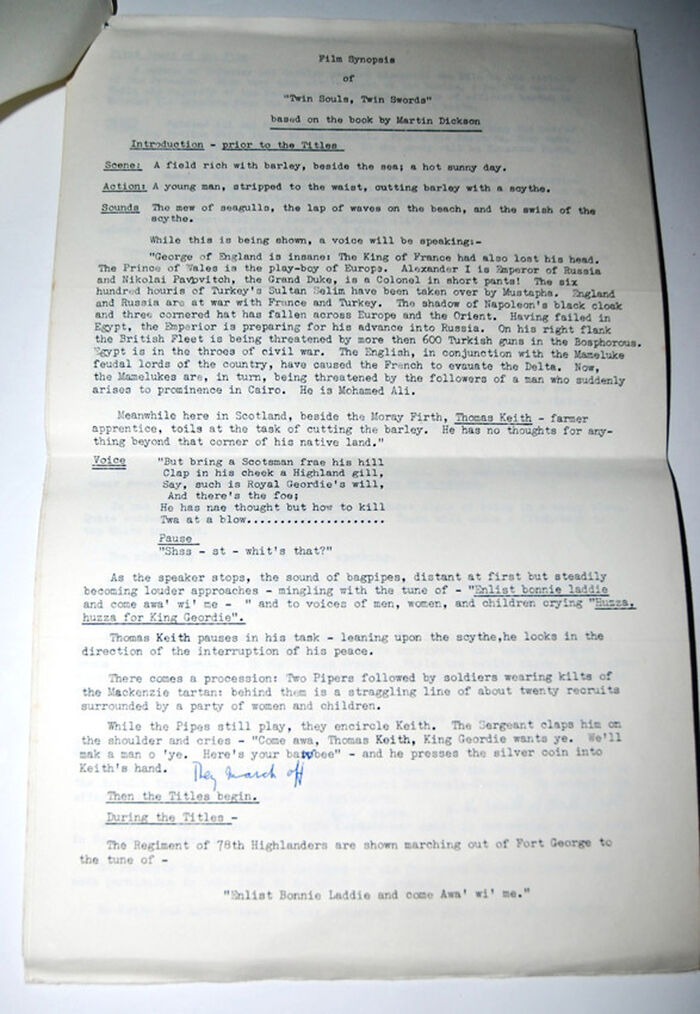 Film Synopsis
of
"Twin Souls, Twin Swords"
based on the book by Martin Dickson
Introduction - prior to the Titles
Scene: A field rich with barley, beside the sea; a hot sunny day.
Action: A young man, stripped to the waist, cutting barley with a scythe.
Sounds The mew of seagulls, the lap of waves on the beach, and the swish of the
scythe.
While this is being shown, a voice will be speaking:-
"George of England is insane: The King of France had also lost his head.
The Prince of Wales is the play-boy of Europe. Alexander I is Emperor of Russia
and Nikolai Pavovitch, the Grand Duke, is a Colonel in short pants! The six
hundred houris of Turkey's Sultan Selim have been taken over by Mustapha. England
and Russia are at war with France and Turkey. The shadow of Napoleon's black cloak
and three cornered hat has fallen across Europe and the Orient. Having failed in
Egypt, the Emperior is preparing for his advance into Russia. On his right flank
the British Fleet is being threatened by more then 600 Turkish guns in the Bosphorous.
Egypt is in the throes of civil war. The English, in conjunction with the Mameluke
feudal lords of the country, have caused the French to evauate the Delta. Now,
the Mamelukes are, in turn, being threatened by the followers of a man who suddenly
arises to prominence in Cairo. He is Mohamed Ali.
Meanwhile here in Scotland, beside the Moray Firth, Thomas Keith - farmer
apprentice, toils at the task of cutting the barley. He has no thoughts for any-
thing beyond that corner of his native land."
Voice "But bring a Scotsman frae his hill
Clap in his cheek a Highland gill,
Say, such is Royal Geordie's will,
And there's the foe;
He has nae thought but how to kill
Twa at a blow.....................
Pause
"Shss - st - whit's that?"
As the speaker stops, the sound of bagpipes, distant at first but steadily
becoming louder approaches - mingling with the tune of - "Enlist bonnie laddie
and come awa' wi' me - " and to voices of men, women, and children crying "Huzza,
huzza for King Geordie".
Thomas Keith pauses in his task - leaning upon the scythe,he looks in the
direction of the interruption of his peace.
There comes a procession: Two Pipers followed by soldiers wearing kilts of
the Mackenzie tartan: behind them is a straggling line of about twenty recruits
surrounded by a party of women and children.
While the Pipes still play, they encircle Keith. The Sergeant claps him on
the shoulder and cries - "Come awa, Thomas Keith, King Geordie wants ye. We'll
mak a man o 'ye. Here's your bawbee" - and he presses the silver coin into
Keith's hand. They march off
Then the Titles begin.
During the Titles -
The Regiment of 78th Highlanders are shown marching out of Fort George to
the tune of -
"Enlist Bonnie Laddie and come Awa' wi' me."